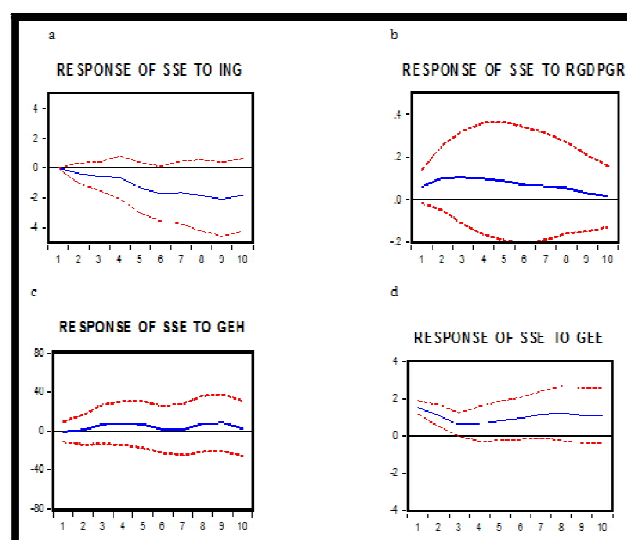 a
RESPONSE OF SSE TO ING
4
2
0
-2
-4
1 2 3 4 5 6 7 8 9 10
b
RESPONSE OF SSE TO RGDPGR
.4
.2
.0
-.2
1 2 3 4 5 6 7 8 9 10
c
RESPONSE OF SSE TO GEH
80
40
0
-40
-80
1 2 3 4 5 6 7 8 9 10
d
RESPONSE OF SSE TO GEE
4
2
0
-2
-4
1 2 3 4 5 6 7 8 9 10